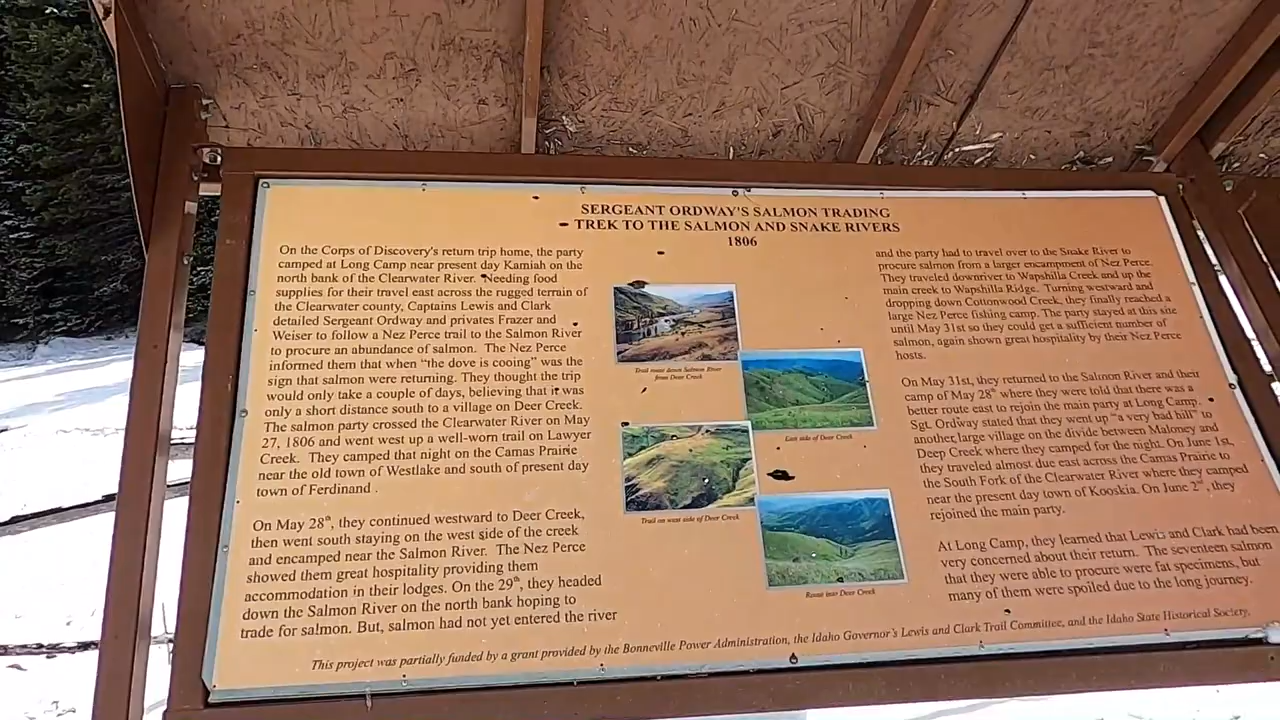 SERGEANT ORDWAY'S SALMON TRADING
TREK TO THE SALMON AND SNAKE RIVERS
1806
On the Corps of Discovery's return trip home, the party
camped at Long Camp near present day Kamiah on the
north bank of the Clearwater River. Needing food
supplies for their travel east across the rugged terrain of
the Clearwater county, Captains Lewis and Clark
detailed Sergeant Ordway and privates Frazer and
Weiser to follow a Nez Perce trail to the Salmon River
to procure an abundance of salmon. The Nez Perce
informed them that when "the dove is cooing" was the
sign that salmon were returning. They thought the trip
would only take a couple of days, believing that it was
only a short distance south to a village on Deer Creek.
The salmon party crossed the Clearwater River on May
27, 1806 and went west up a well-worn trail on Lawyer
Creek. They camped that night on the Camas Prairie
near the old town of Westlake and south of present day
town of Ferdinand .
On May 28th, they continued westward to Deer Creek,
then went south staying on the west side of the creek
and encamped near the Salmon River. The Nez Perce
showed them great hospitality providing them
accommodation in their lodges. On the 29th, they headed
down the Salmon River on the north bank hoping to
trade for salmon. But, salmon had not yet entered the river
Trail route down Salmon River
from Deer Creek
East side of Deer Creek
Trail on west side of Deer Creek
Route into Deer Creek
and the party had to travel over to the Snake River to
procure salmon from a larger encampment of Nez Perce.
They traveled downriver to Wapshilla Creek and up the
main creek to Wapshilla Ridge. Turning westward and
dropping down Cottonwood Creek, they finally reached a
large Nez Perce fishing camp. The party stayed at this site
until May 31st so they could get a sufficient number of
salmon, again shown great hospitality by their Nez Perce
hosts.
On May 31st, they returned to the Salmon River and their
camp of May 28th where they were told that there was a
better route east to rejoin the main party at Long Camp.
Sgt. Ordway stated that they went up "a very bad hill" to
another large village on the divide between Maloney and
Deep Creek where they camped for the night. On June 1st,
they traveled almost due east across the Camas Prairie to
the South Fork of the Clearwater River where they camped
near the present day town of Kooskia. On June 2nd, they
rejoined the main party.
At Long Camp, they learned that Lewis and Clark had been
very concerned about their return. The seventeen salmon
that they were able to procure were fat specimens, but
many of them were spoiled due to the long journey.
This project was partially funded by a grant provided by the Bonneville Power Administration, the Idaho Governor's Lewis and Clark Trail Committee, and the Idaho State Historical Society.